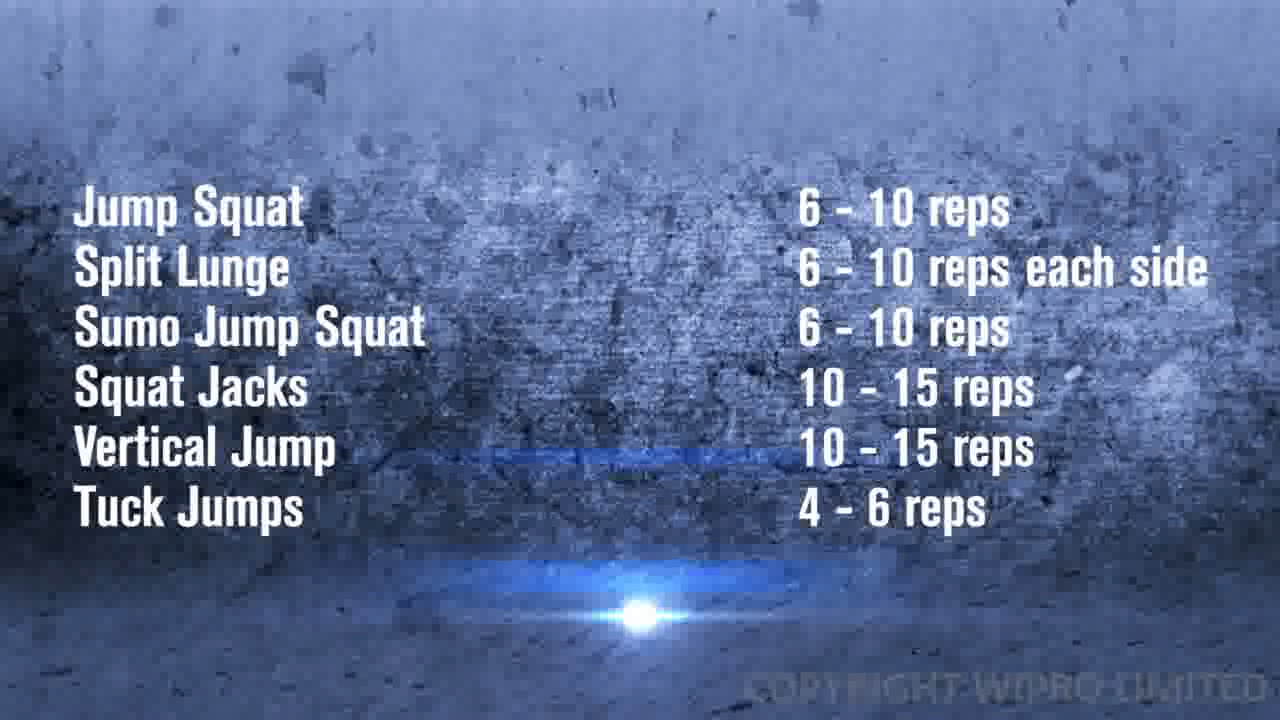 Jump Squat 6 - 10 reps
Split Lunge 6 - 10 reps each side
Sumo Jump Squat 6 - 10 reps
Squat Jacks 10 - 15 reps
Vertical Jump 10 - 15 reps
Tuck Jumps 4 - 6 reps
COPYRIGHT WIPRO LIMITED